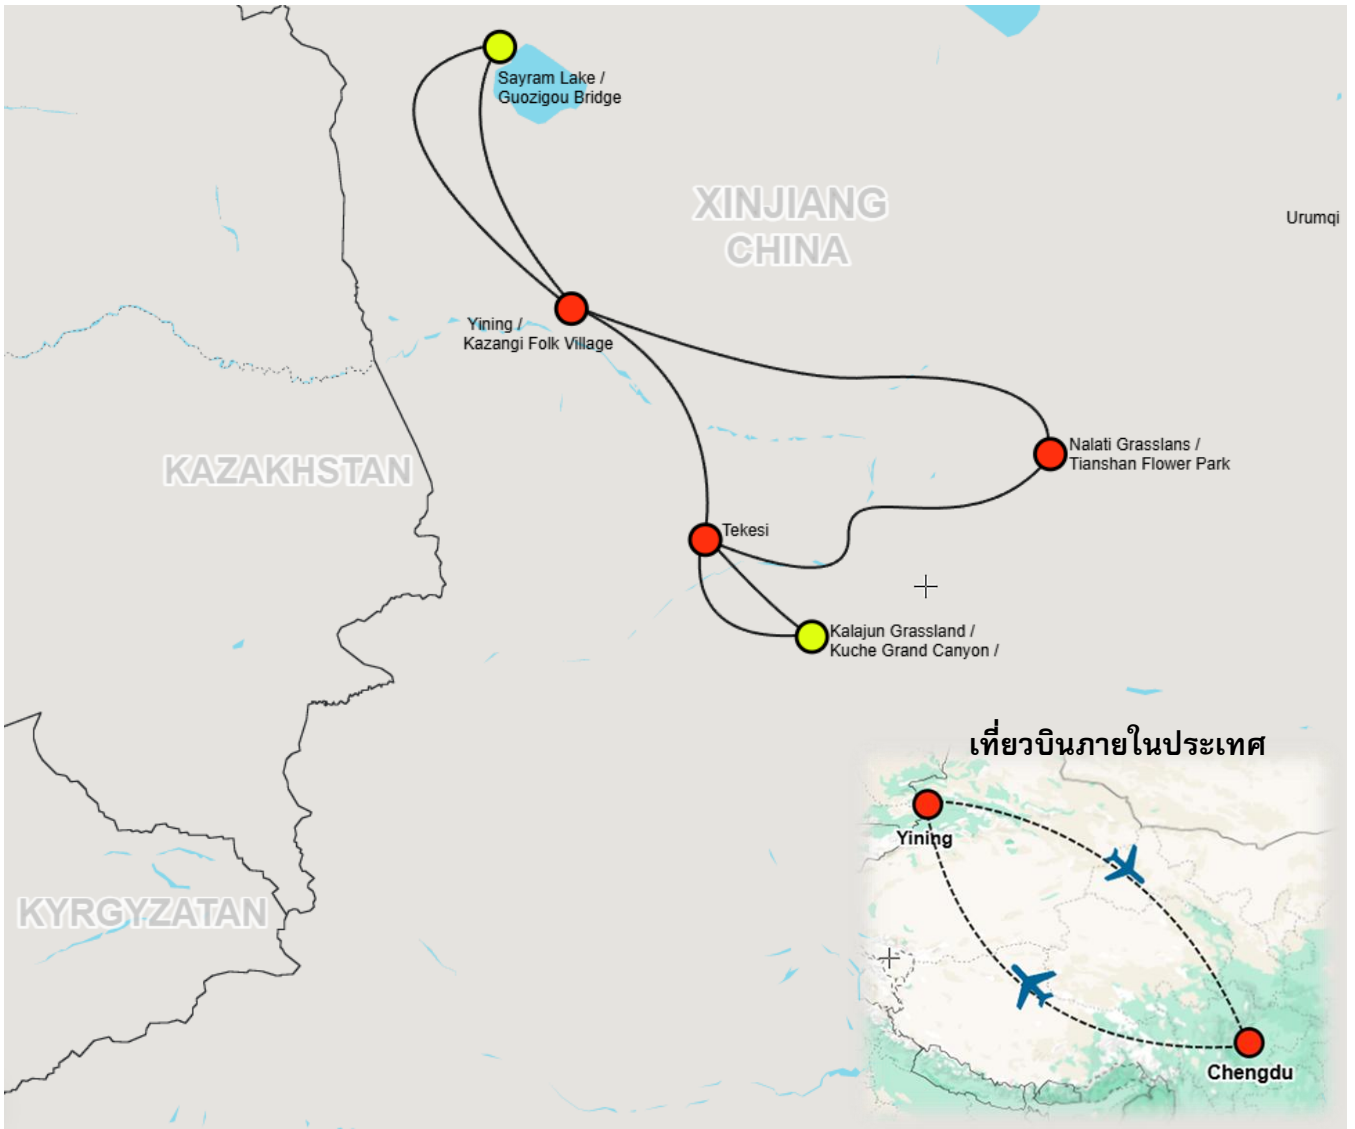 Sayram Lake /
Guozigou Bridge
XINJIANG
CHINA
Urumqi
Yining /
Kazangi Folk Village
KAZAKHSTAN
Nalati Grasslans /
Tianshan Flower Park
Tekesi
Kalajun Grassland /
Kuche Grand Canyon /
เที่ยวบินภายในประเทศ
Yining
KYRGYZATAN
Chengdu